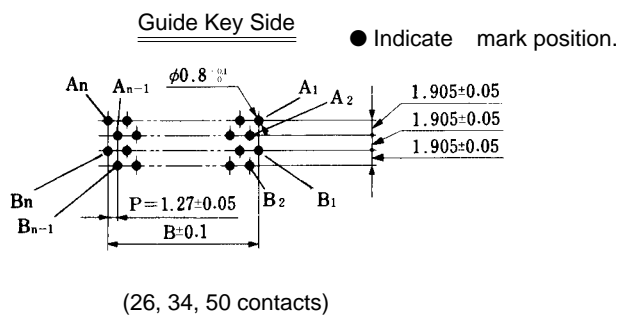 Guide Key Side
● Indicate mark position.
φ0.8 +0.1 0
An An-1 A1 A2
1.905±0.05
1.905±0.05
1.905±0.05
Bn Bn-1 B2 B1
P=1.27±0.05
B±0.1
(26, 34, 50 contacts)